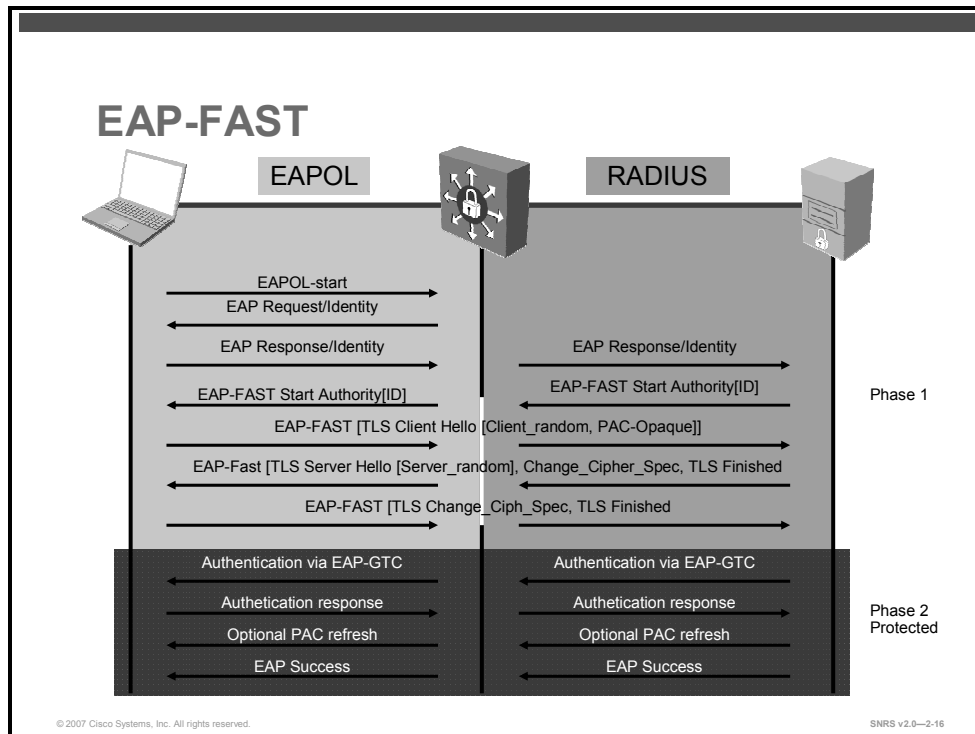 EAP-FAST
EAPOL
RADIUS
EAPOL-start
EAP Request/Identity
EAP Response/Identity
EAP Response/Identity
EAP-FAST Start Authority[ID]
EAP-FAST Start Authority[ID]
Phase 1
EAP-FAST [TLS Client Hello [Client_random, PAC-Opaque]]
EAP-Fast [TLS Server Hello [Server_random], Change_Cipher_Spec, TLS Finished
EAP-FAST [TLS Change_Ciph_Spec, TLS Finished
Authentication via EAP-GTC
Authentication via EAP-GTC
Authetication response
Authetication response
Phase 2
Protected
Optional PAC refresh
Optional PAC refresh
EAP Success
EAP Success
© 2007 Cisco Systems, Inc. All rights reserved.
SNRS v2.0—2-16